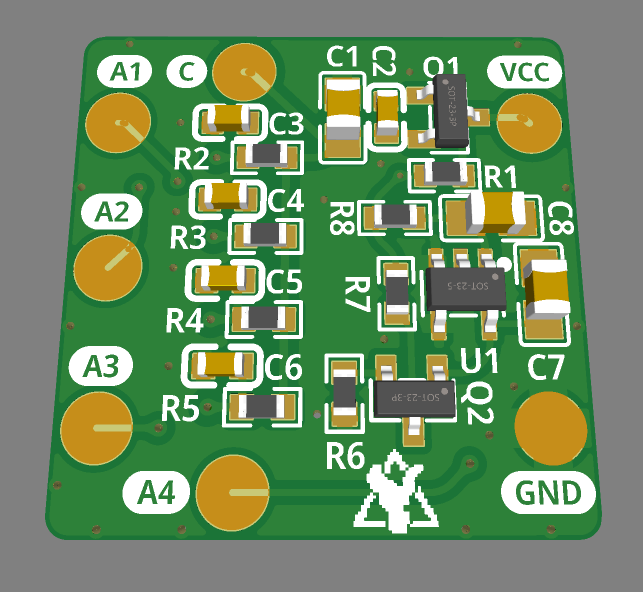 A1
C
C1
C2
Q1
VCC
C3
R2
R1
C4
A2
R8
C8
R3
C5
R7
SOT-23-5
R4
U1
C7
A3
C6
SOT-23-3P
Q2
R5
R6
A4
GND
SOT-23-3P